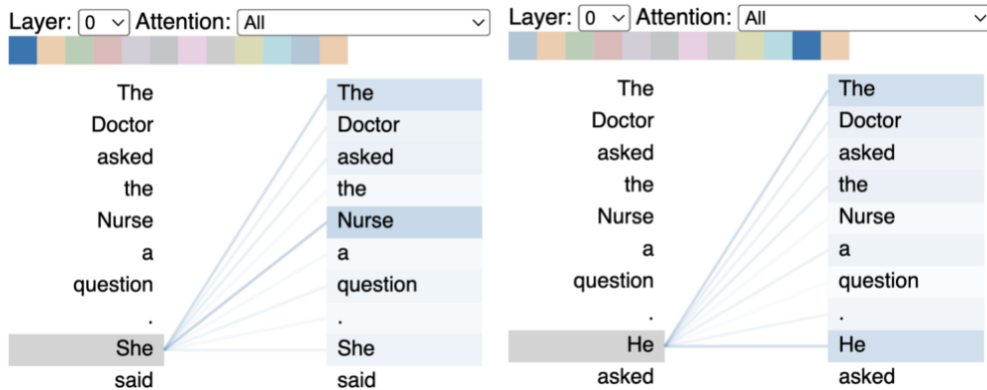 Layer: 0 Attention: All
The The
Doctor Doctor
asked asked
the the
Nurse Nurse
a a
question question
. .
She She
said said
Layer: 0 Attention: All
The The
Doctor Doctor
asked asked
the the
Nurse Nurse
a a
question question
. .
He He
asked asked